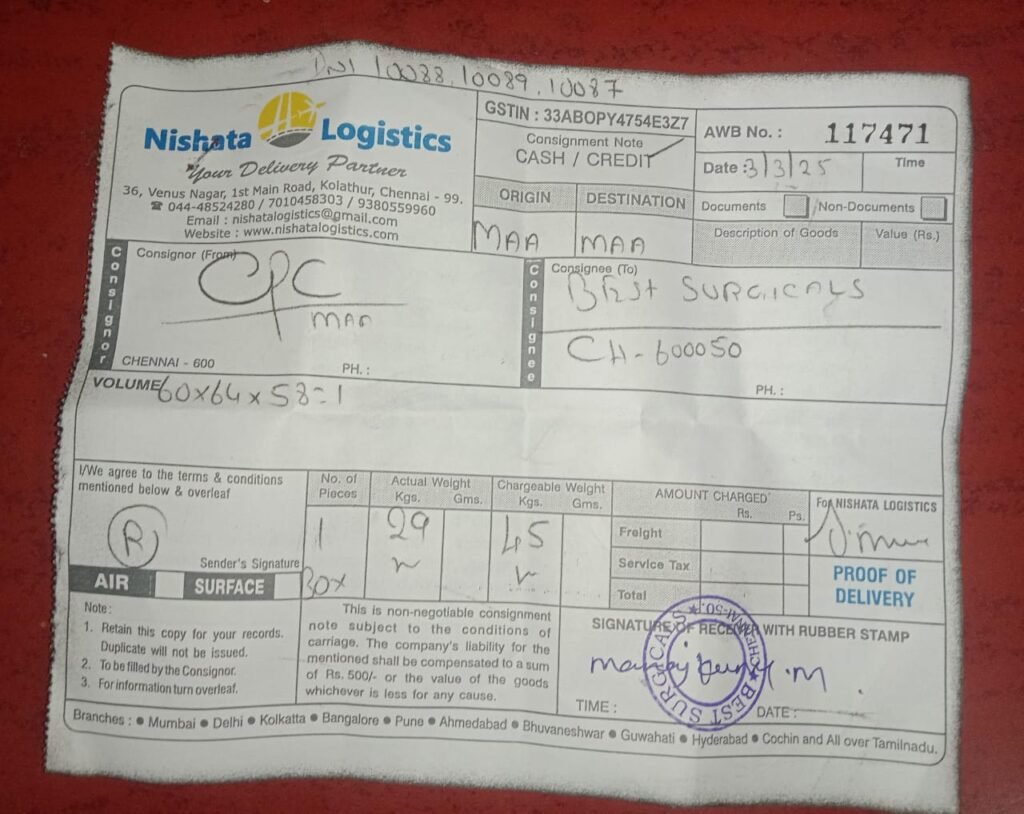 INV 10088, 10089, 10087
Nishata Logistics
Your Delivery Partner
36, Venus Nagar, 1st Main Road, Kolathur, Chennai - 99.
☎ 044-48524280 / 7010458303 / 9380559960
Email : nishatalogistics@gmail.com
Website : www.nishatalogistics.com
GSTIN : 33ABOPY4754E3Z7
Consignment Note
CASH / CREDIT
ORIGIN DESTINATION
MAA MAA
AWB No. : 117471
Date : 3/3/25 Time
Documents Non-Documents
Description of Goods Value (Rs.)
Consignor
Consignor (From)
CPC
MAA
CHENNAI - 600 PH. :
Consignee
Consignee (To)
BEST SURGICALS
CH-600050
PH. :
VOLUME 60x64x58=1
I/We agree to the terms & conditions
mentioned below & overleaf
R
Sender's Signature
AIR SURFACE
No. of Pieces
1
Box
Actual Weight
Kgs. Gms.
29
Chargeable Weight
Kgs. Gms.
45
AMOUNT CHARGED
Rs. Ps.
Freight
Service Tax
Total
For NISHATA LOGISTICS
PROOF OF
DELIVERY
Note :
1. Retain this copy for your records.
Duplicate will not be issued.
2. To be filled by the Consignor.
3. For information turn overleaf.
This is non-negotiable consignment
note subject to the conditions of
carriage. The company's liability for the
mentioned shall be compensated to a sum
of Rs. 500/- or the value of the goods
whichever is less for any cause.
SIGNATURE OF RECEIVER WITH RUBBER STAMP
★ BEST SURGICALS ★ CHENNAI-50.
TIME : DATE :
Branches : ● Mumbai ● Delhi ● Kolkatta ● Bangalore ● Pune ● Ahmedabad ● Bhuvaneshwar ● Guwahati ● Hyderabad ● Cochin and All over Tamilnadu.